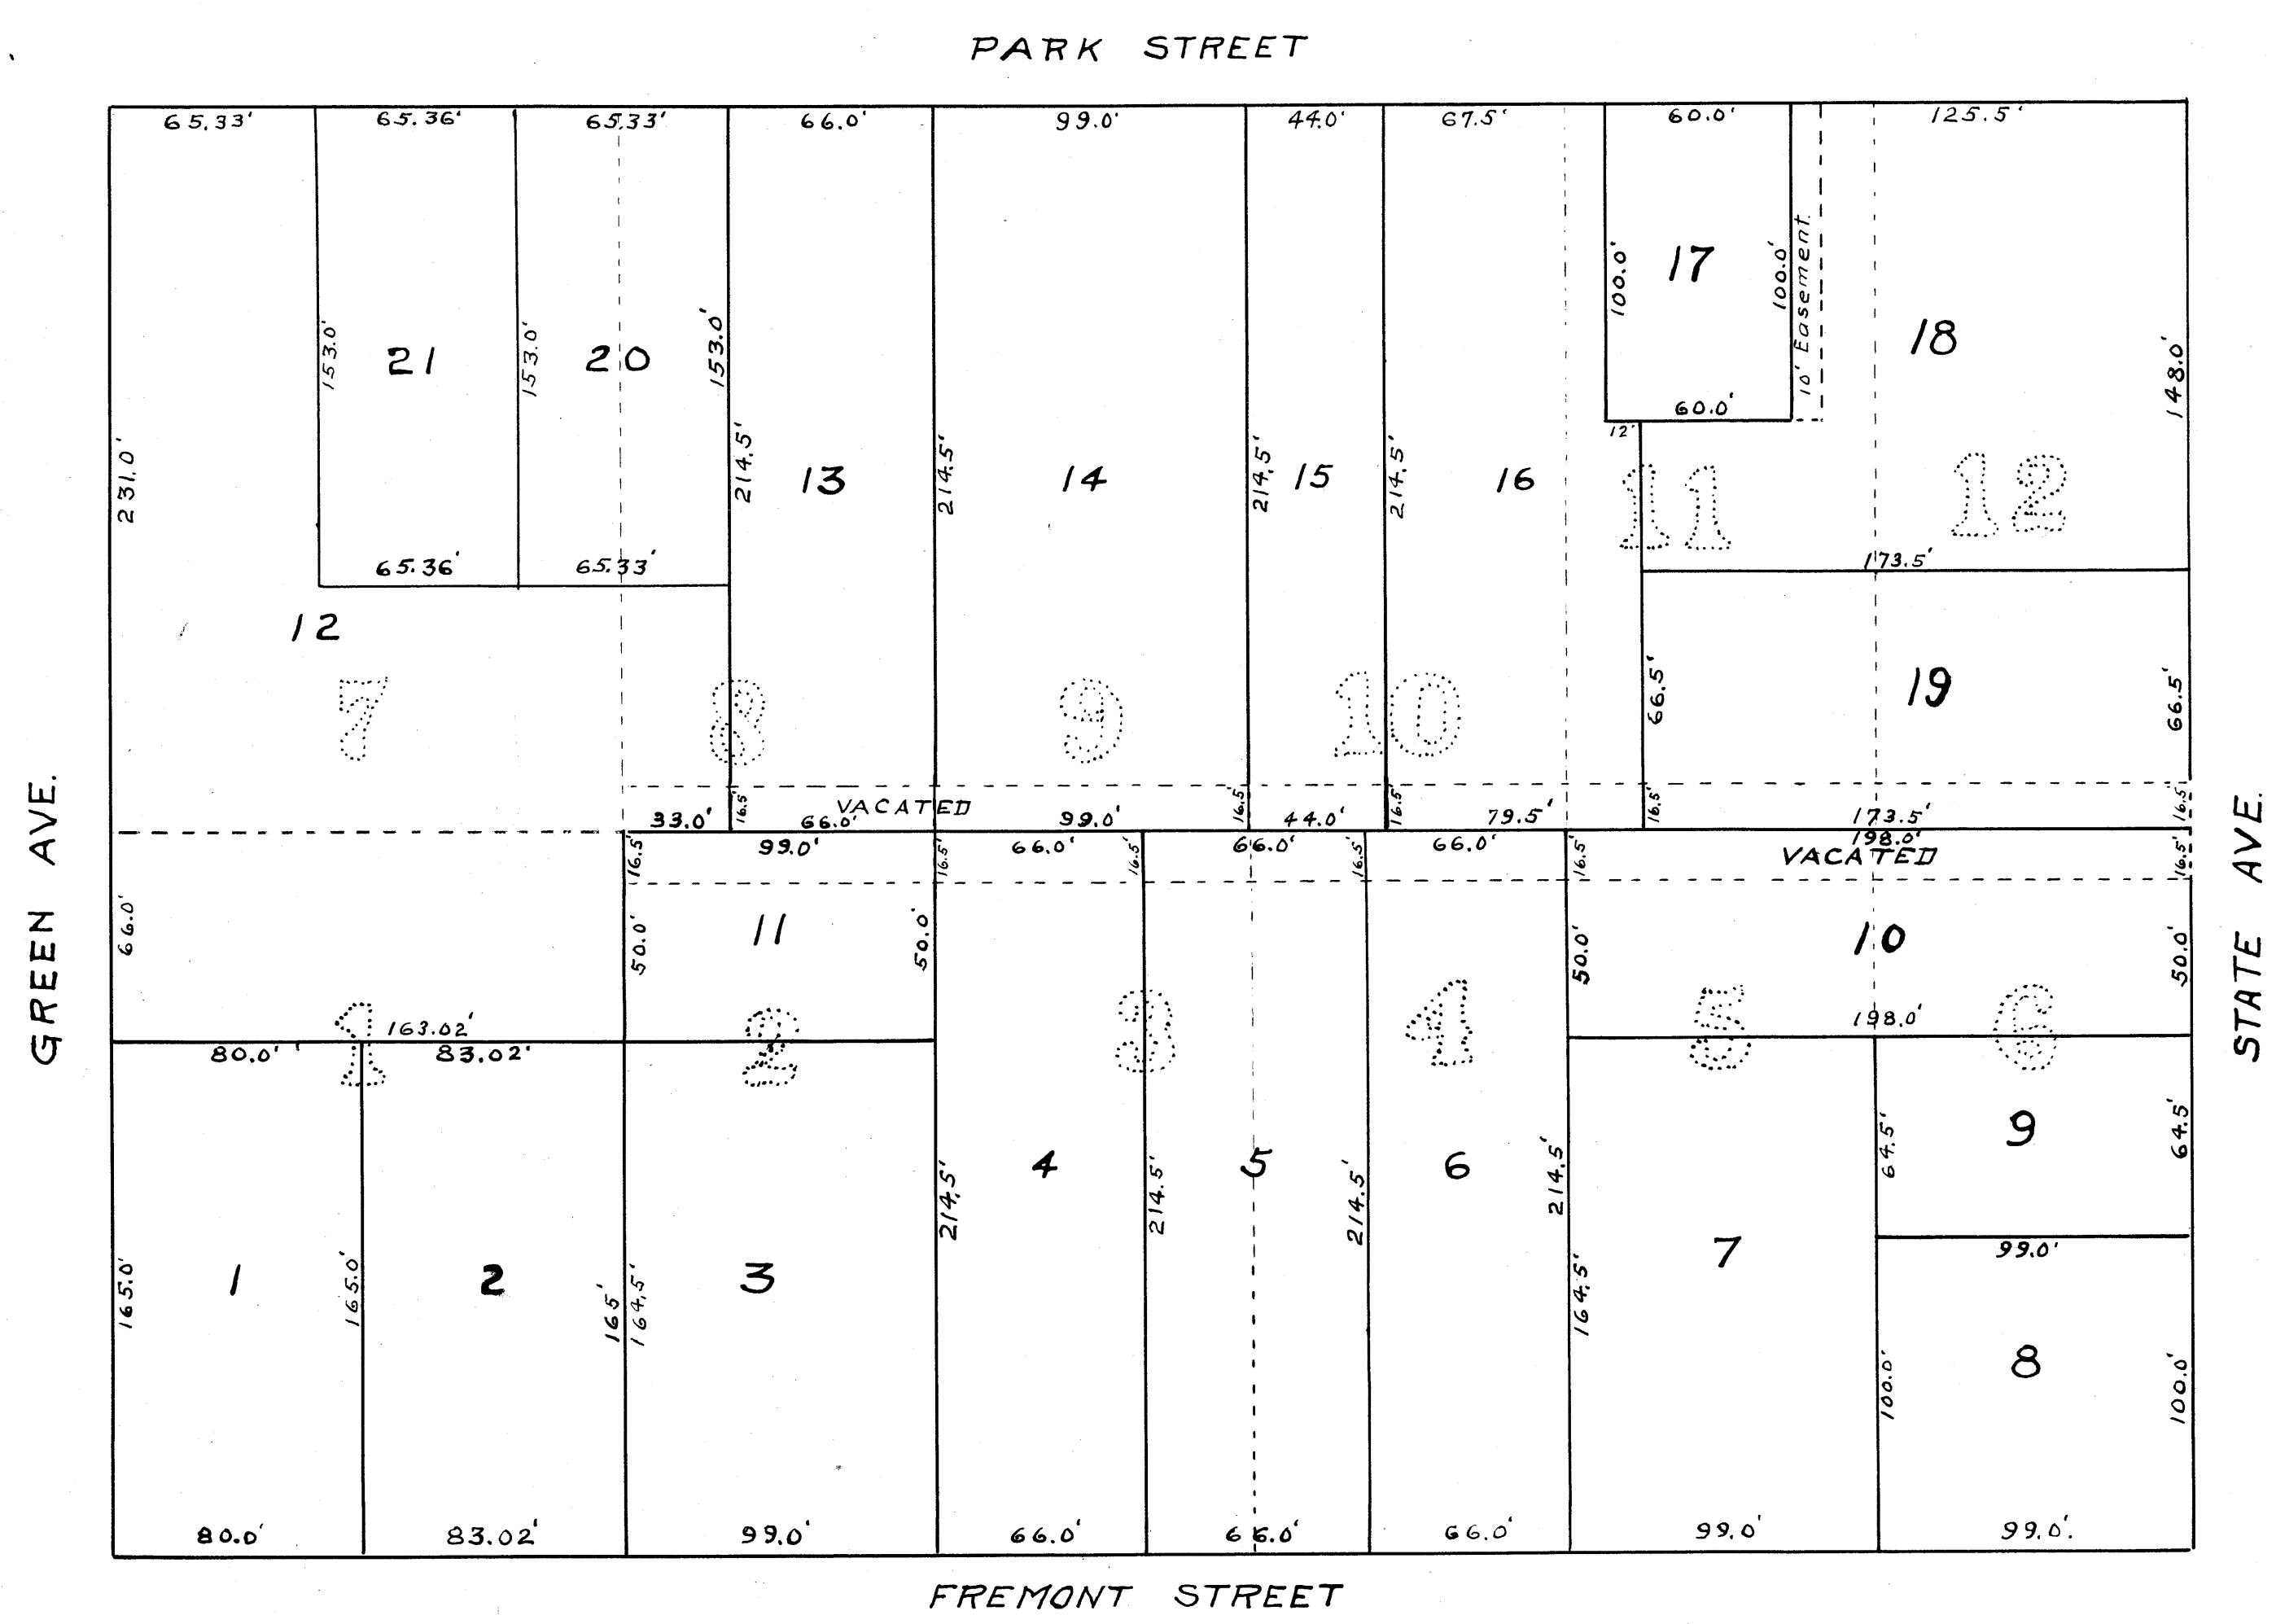 PARK STREET
65.33' 65.36' 65.33' 66.0' 99.0' 44.0' 67.5' 60.0' 125.5'
17
100.0' 100.0'
10' Easement
18
21 20
153.0' 153.0' 153.0'
148.0'
60.0'
12'
231.0'
214.5' 214.5' 214.5' 214.5'
13 14 15 16
11 12
65.36' 65.33'
173.5'
12
7 8 9 10
66.5'
19
66.5'
16.5' 16.5' 16.5' 16.5' 16.5'
VACATED
33.0' 66.0' 99.0' 44.0' 79.5' 173.5'
99.0' 66.0' 66.0' 66.0' 198.0'
VACATED
16.5' 16.5' 16.5' 16.5' 16.5' 16.5'
GREEN AVE.
STATE AVE.
66.0'
50.0'
11
50.0' 50.0'
10
50.0'
163.02' 198.0'
80.0' 83.02'
1 2 3 4 5 6
64.5'
9
64.5'
4 5 6
214.5' 214.5' 214.5' 214.5'
7
99.0'
1 2 3
165.0' 165.0' 165' 164.5' 164.5'
8
100.0' 100.0'
80.0' 83.02' 99.0' 66.0' 66.0' 66.0' 99.0' 99.0'.
FREMONT STREET